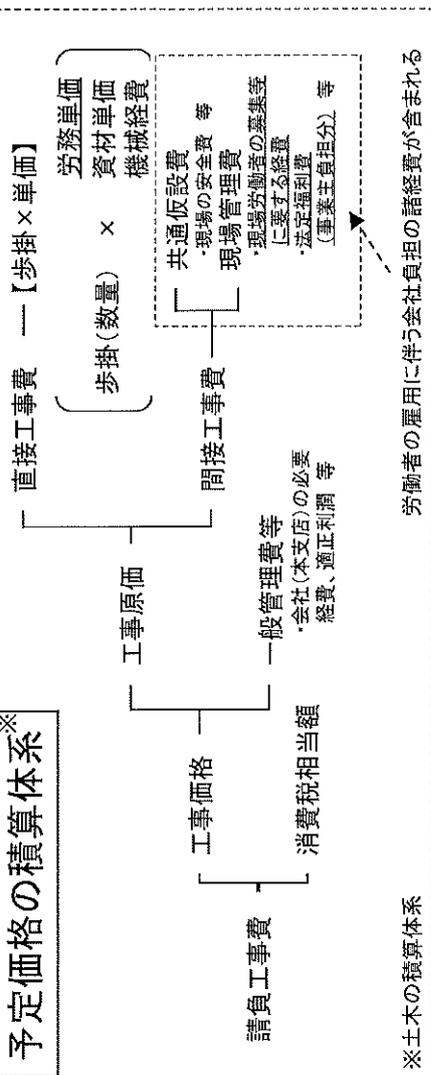 予定価格の積算体系※
請負工事費
工事価格
消費税相当額
工事原価
一般管理費等
・会社(本支店)の必要
経費、適正利潤 等
直接工事費 ― 【歩掛×単価】
歩掛(数量) ×
労務単価
資材単価
機械経費
間接工事費
共通仮設費
・現場の安全費 等
現場管理費
・現場労働者の募集等
に要する経費
・法定福利費
(事業主負担分) 等
労働者の雇用に伴う会社負担の諸経費が含まれる
※土木の積算体系